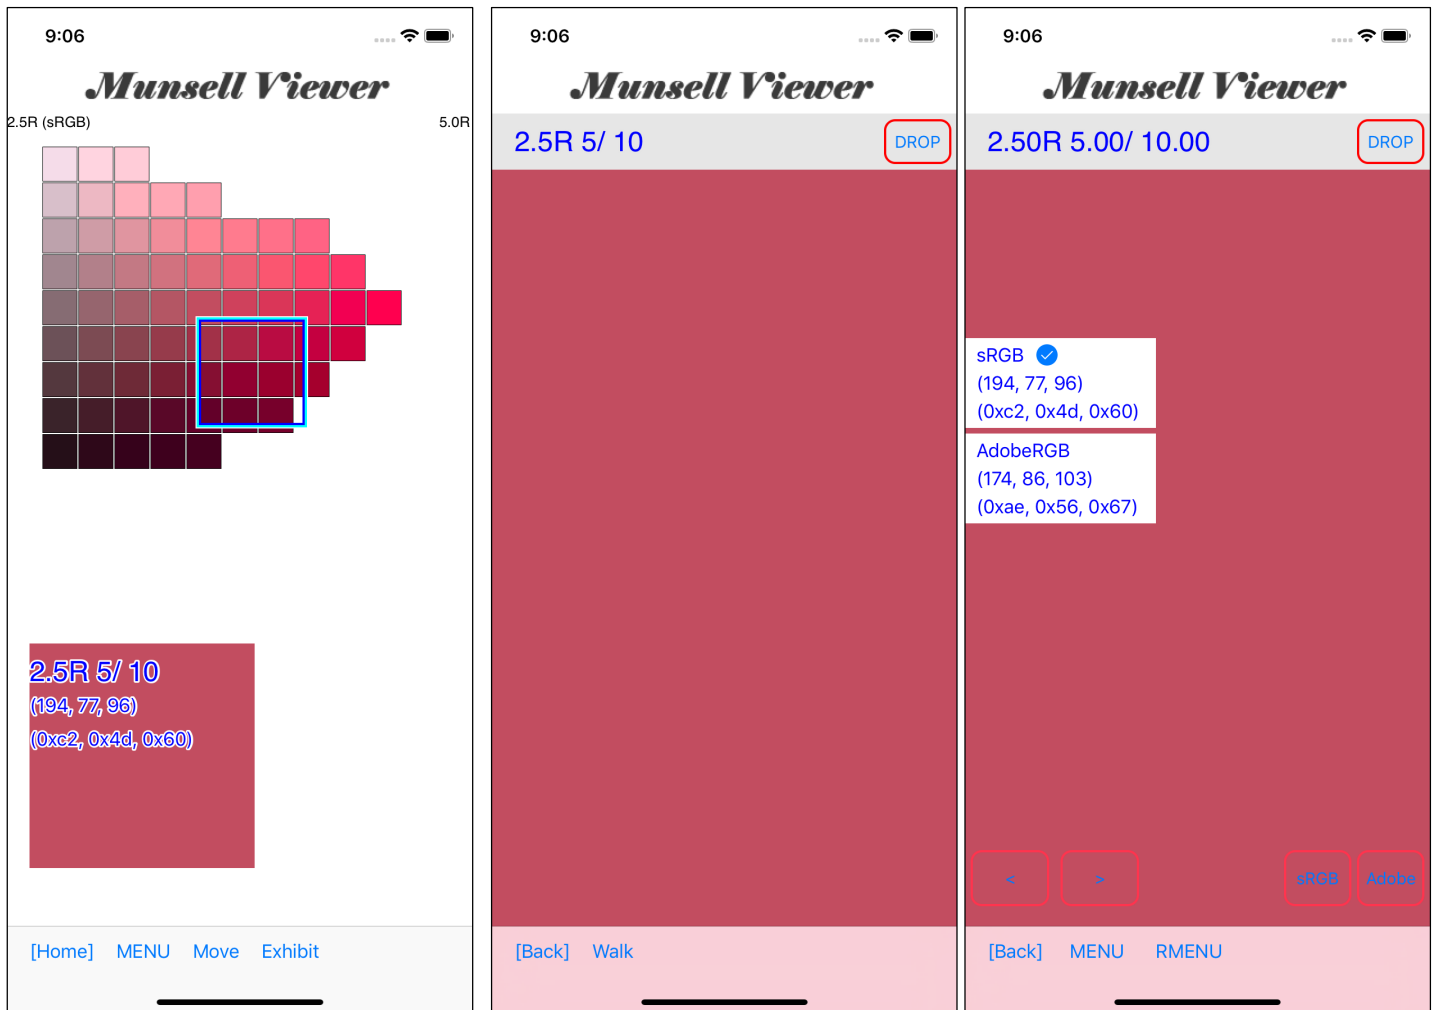 9:06
Munsell Viewer
2.5R (sRGB) 5.0R
2.5R 5/ 10
(194, 77, 96)
(0xc2, 0x4d, 0x60)
[Home] MENU Move Exhibit
9:06
Munsell Viewer
2.5R 5/ 10 DROP
[Back] Walk
9:06
Munsell Viewer
2.50R 5.00/ 10.00 DROP
sRGB
(194, 77, 96)
(0xc2, 0x4d, 0x60)
AdobeRGB
(174, 86, 103)
(0xae, 0x56, 0x67)
< > sRGB Adobe
[Back] MENU RMENU